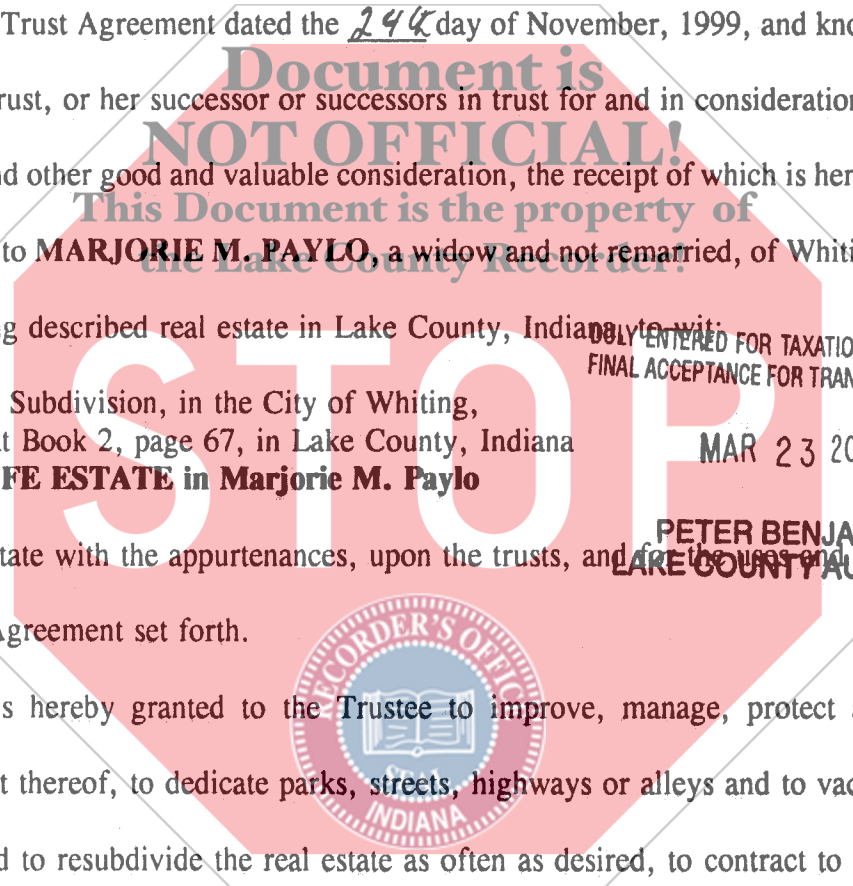 Trust Agreement dated the 24th day of November, 1999, and kno
Document is
rust, or her successor or successors in trust for and in consideration
NOT OFFICIAL!
nd other good and valuable consideration, the receipt of which is her
This Document is the property of
to MARJORIE M. PAYLO, a widow and not remarried, of Whiti
the Lake County Recorder!
g described real estate in Lake County, Indiana, to-wit:
DULY ENTERED FOR TAXATIO
FINAL ACCEPTANCE FOR TRAN
STOP
Subdivision, in the City of Whiting,
t Book 2, page 67, in Lake County, Indiana
MAR 23 20
FE ESTATE in Marjorie M. Paylo
PETER BENJA
tate with the appurtenances, upon the trusts, and for the uses and
LAKE COUNTY AU
Agreement set forth.
RECORDER'S OFFIC
s hereby granted to the Trustee to improve, manage, protect
t thereof, to dedicate parks, streets, highways or alleys and to vac
SEAL
INDIANA
d to resubdivide the real estate as often as desired, to contract to